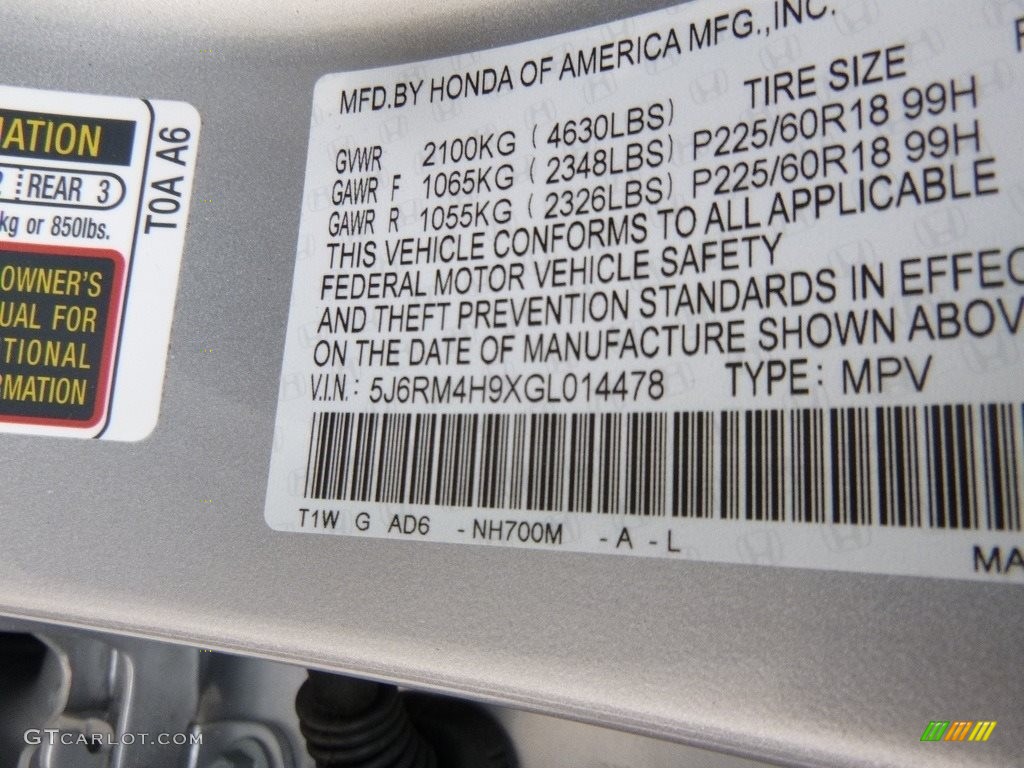 MATION
REAR 3
kg or 850lbs.
OWNER'S
UAL FOR
TIONAL
RMATION
T0A A6
MFD.BY HONDA OF AMERICA MFG.,INC.
TIRE SIZE
GVWR 2100KG ( 4630LBS)
GAWR F 1065KG ( 2348LBS) P225/60R18 99H
GAWR R 1055KG ( 2326LBS) P225/60R18 99H
THIS VEHICLE CONFORMS TO ALL APPLICABLE
FEDERAL MOTOR VEHICLE SAFETY
AND THEFT PREVENTION STANDARDS IN EFFEC
ON THE DATE OF MANUFACTURE SHOWN ABOV
V.I.N.: 5J6RM4H9XGL014478 TYPE: MPV
T1W G AD6 -NH700M -A-L
MA
GTCARLOT.COM